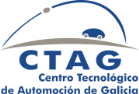 CTAG
Centro Tecnológico
de Automoción de Galicia